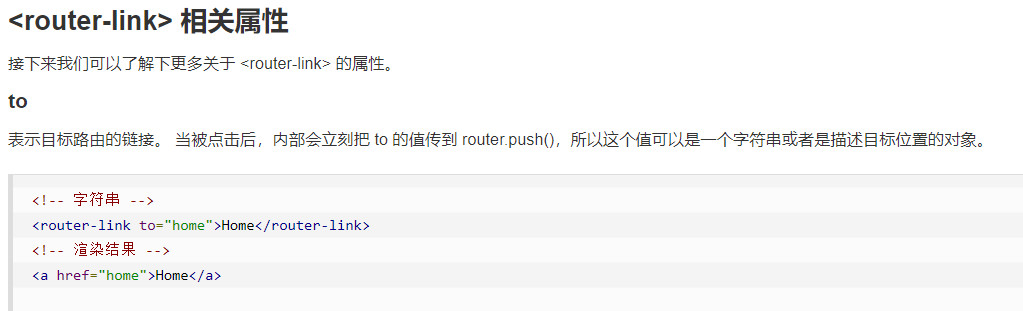 <router-link> 相关属性
接下来我们可以了解下更多关于 <router-link> 的属性。
to
表示目标路由的链接。 当被点击后，内部会立刻把 to 的值传到 router.push()，所以这个值可以是一个字符串或者是描述目标位置的对象。
<!-- 字符串 -->
<router-link to="home">Home</router-link>
<!-- 渲染结果 -->
<a href="home">Home</a>